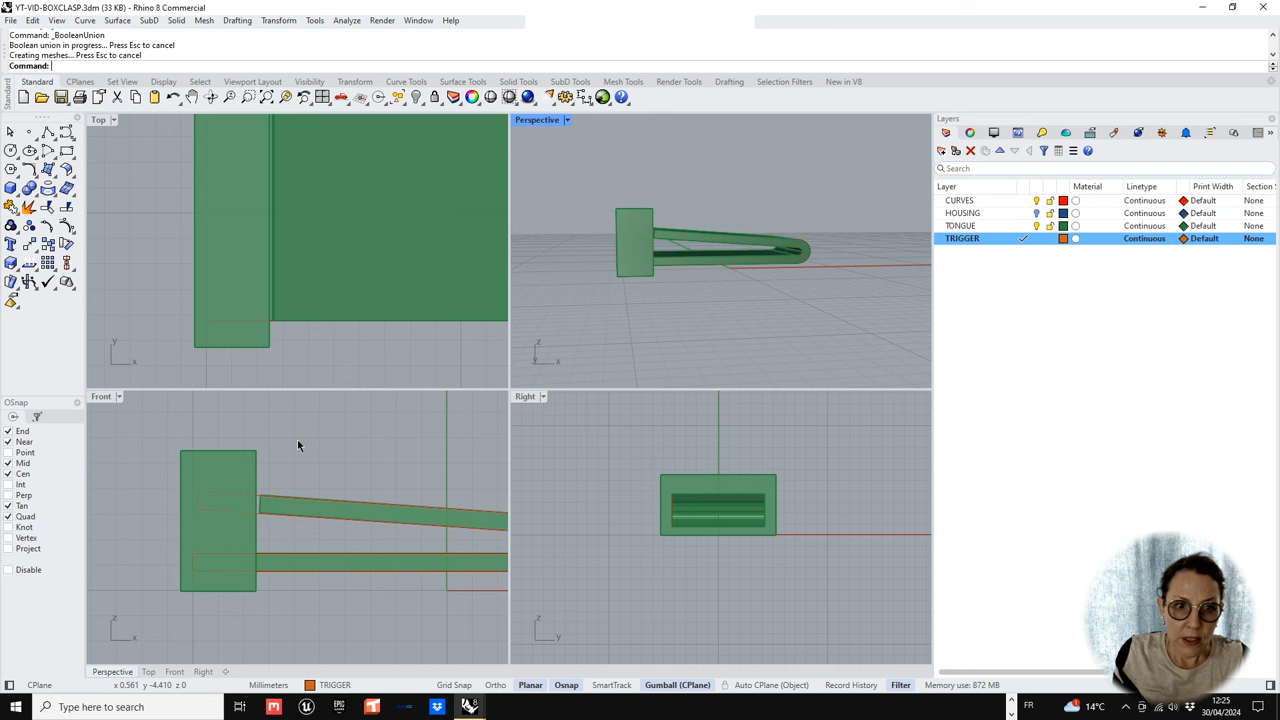 YT-VID-BOXCLASP.3dm (33 KB) - Rhino 8 Commercial
File Edit View Curve Surface SubD Solid Mesh Drafting Transform Tools Analyze Render Window Help
Command: _BooleanUnion
Boolean union in progress... Press Esc to cancel
Creating meshes... Press Esc to cancel
Command:
Standard CPlanes Set View Display Select Viewport Layout Visibility Transform Curve Tools Surface Tools Solid Tools SubD Tools Mesh Tools Render Tools Drafting Selection Filters New in V8
Standard
Top
y
x
Perspective
z
y
x
Front
z
x
Right
z
y
OSnap
End
Near
Point
Mid
Cen
Int
Perp
Tan
Quad
Knot
Vertex
Project
Disable
Layers
Search
Layer Material Linetype Print Width Section
CURVES Continuous Default None
HOUSING Continuous Default None
TONGUE Continuous Default None
TRIGGER Continuous Default None
Perspective Top Front Right
CPlane x 0.561 y -4.410 z 0 Millimeters TRIGGER Grid Snap Ortho Planar Osnap SmartTrack Gumball (CPlane) Auto CPlane (Object) Record History Filter Memory use: 872 MB
Type here to search
14°C
FR
12:25
30/04/2024